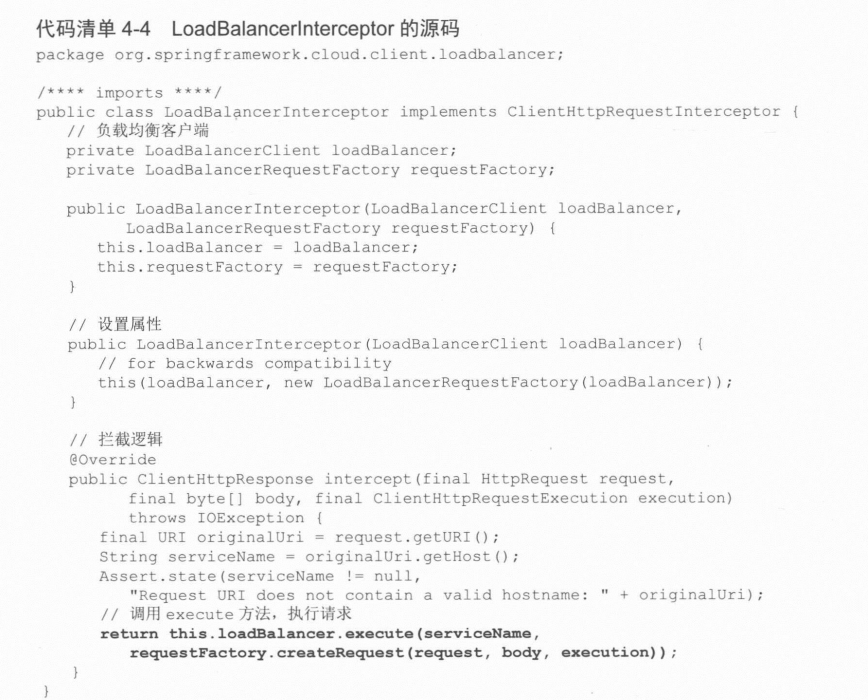 代码清单 4-4 LoadBalancerInterceptor 的源码
package org.springframework.cloud.client.loadbalancer;
/**** imports ****/
public class LoadBalancerInterceptor implements ClientHttpRequestInterceptor {
// 负载均衡客户端
private LoadBalancerClient loadBalancer;
private LoadBalancerRequestFactory requestFactory;
public LoadBalancerInterceptor(LoadBalancerClient loadBalancer,
LoadBalancerRequestFactory requestFactory) {
this.loadBalancer = loadBalancer;
this.requestFactory = requestFactory;
}
// 设置属性
public LoadBalancerInterceptor(LoadBalancerClient loadBalancer) {
// for backwards compatibility
this(loadBalancer, new LoadBalancerRequestFactory(loadBalancer));
}
// 拦截逻辑
@Override
public ClientHttpResponse intercept(final HttpRequest request,
final byte[] body, final ClientHttpRequestExecution execution)
throws IOException {
final URI originalUri = request.getURI();
String serviceName = originalUri.getHost();
Assert.state(serviceName != null,
"Request URI does not contain a valid hostname: " + originalUri);
// 调用 execute 方法，执行请求
return this.loadBalancer.execute(serviceName,
requestFactory.createRequest(request, body, execution));
}
}